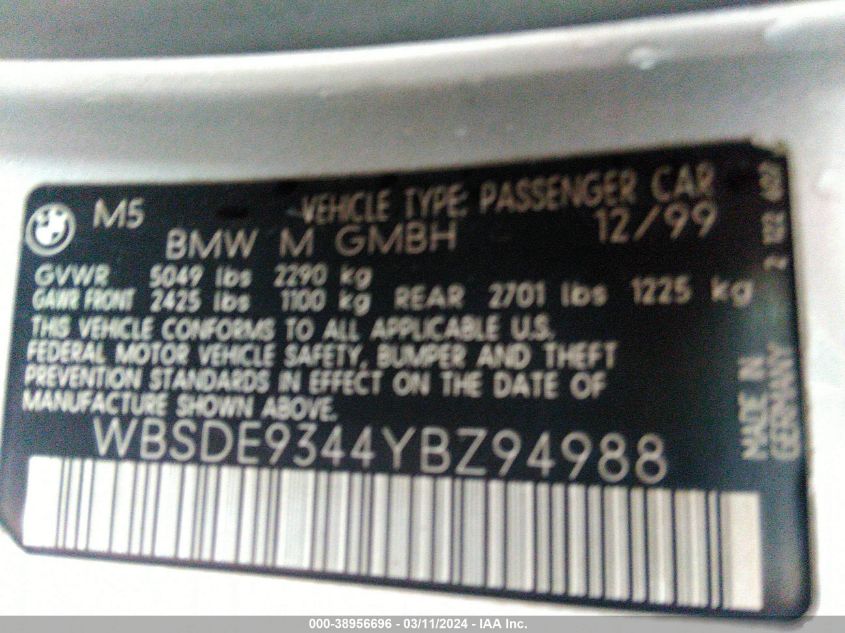 M5 VEHICLE TYPE: PASSENGER CAR
BMW M GMBH 12/99
GVWR 5049 lbs 2290 kg
GAWR FRONT 2425 lbs 1100 kg REAR 2701 lbs 1225 kg
THIS VEHICLE CONFORMS TO ALL APPLICABLE U.S.
FEDERAL MOTOR VEHICLE SAFETY, BUMPER AND THEFT
PREVENTION STANDARDS IN EFFECT ON THE DATE OF
MANUFACTURE SHOWN ABOVE.
WBSDE9344YBZ94988
MADE IN
GERMANY
2 122 622
000-38956696 - 03/11/2024 - IAA Inc.